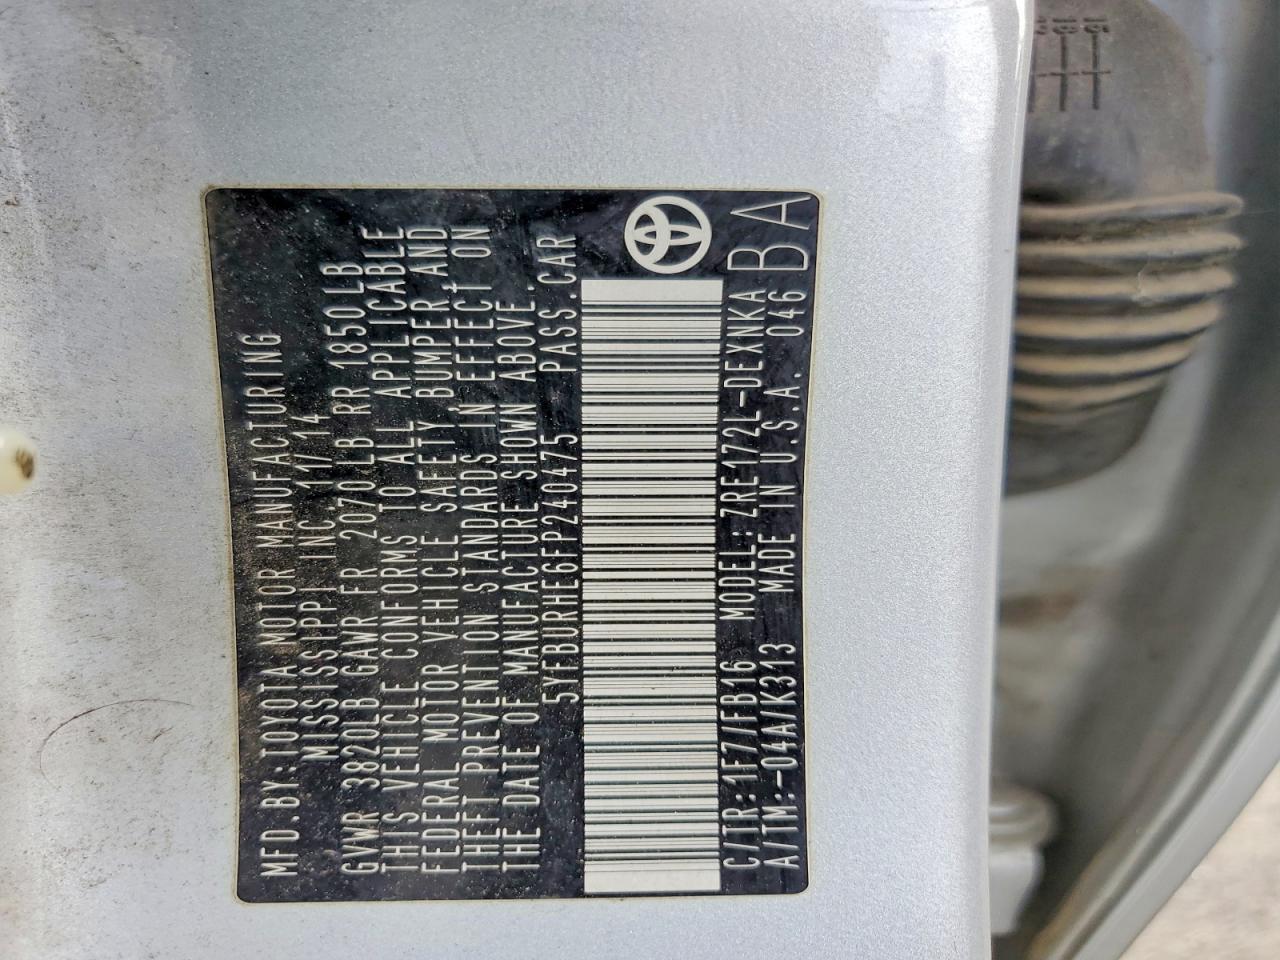 MFD. BY: TOYOTA MOTOR MANUFACTURING
MISSISSIPPI, INC. 11/14
GVWR 3820LB GAWR FR 2070LB RR 1850LB
THIS VEHICLE CONFORMS TO ALL APPLICABLE
FEDERAL MOTOR VEHICLE SAFETY, BUMPER, AND
THEFT PREVENTION STANDARDS IN EFFECT ON
THE DATE OF MANUFACTURE SHOWN ABOVE.
5YFBURHE6FP240475 PASS. CAR
C/TR: 1F7/FB16 MODEL: ZRE172L-DEXNKA
A/TM: -04A/K313 MADE IN U.S.A. 046
BA